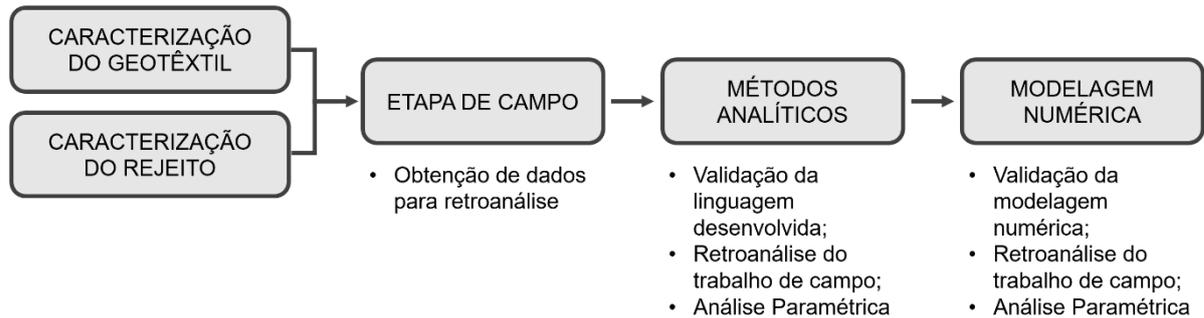 CARACTERIZAÇÃO
DO GEOTÊXTIL
CARACTERIZAÇÃO
DO REJEITO
ETAPA DE CAMPO
• Obtenção de dados
para retroanálise
MÉTODOS
ANALÍTICOS
• Validação da
linguagem
desenvolvida;
• Retroanálise do
trabalho de campo;
• Análise Paramétrica
MODELAGEM
NUMÉRICA
• Validação da
modelagem
numérica;
• Retroanálise do
trabalho de campo;
• Análise Paramétrica